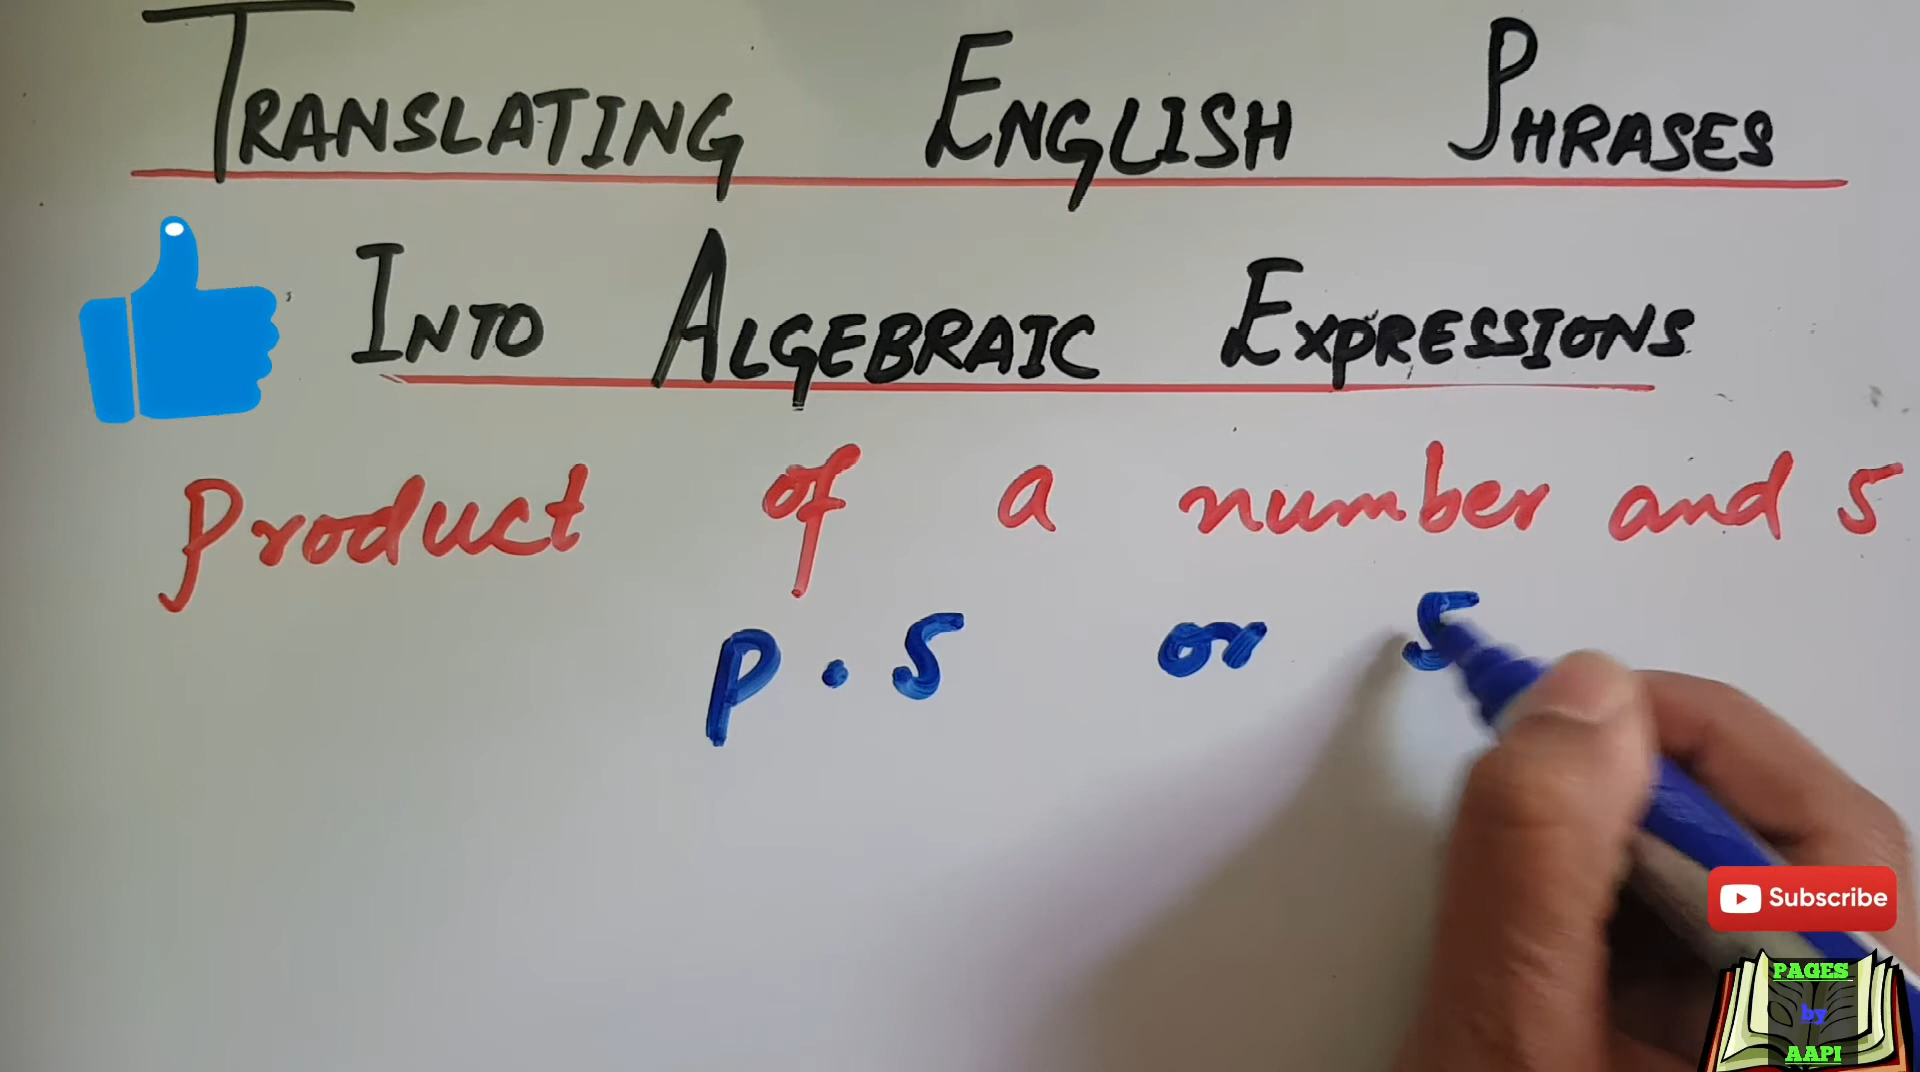 TRANSLATING ENGLISH PHRASES
INTO ALGEBRAIC EXPRESSIONS
Product of a number and 5
p . 5 or 5
Subscribe
PAGES
by
AAPI